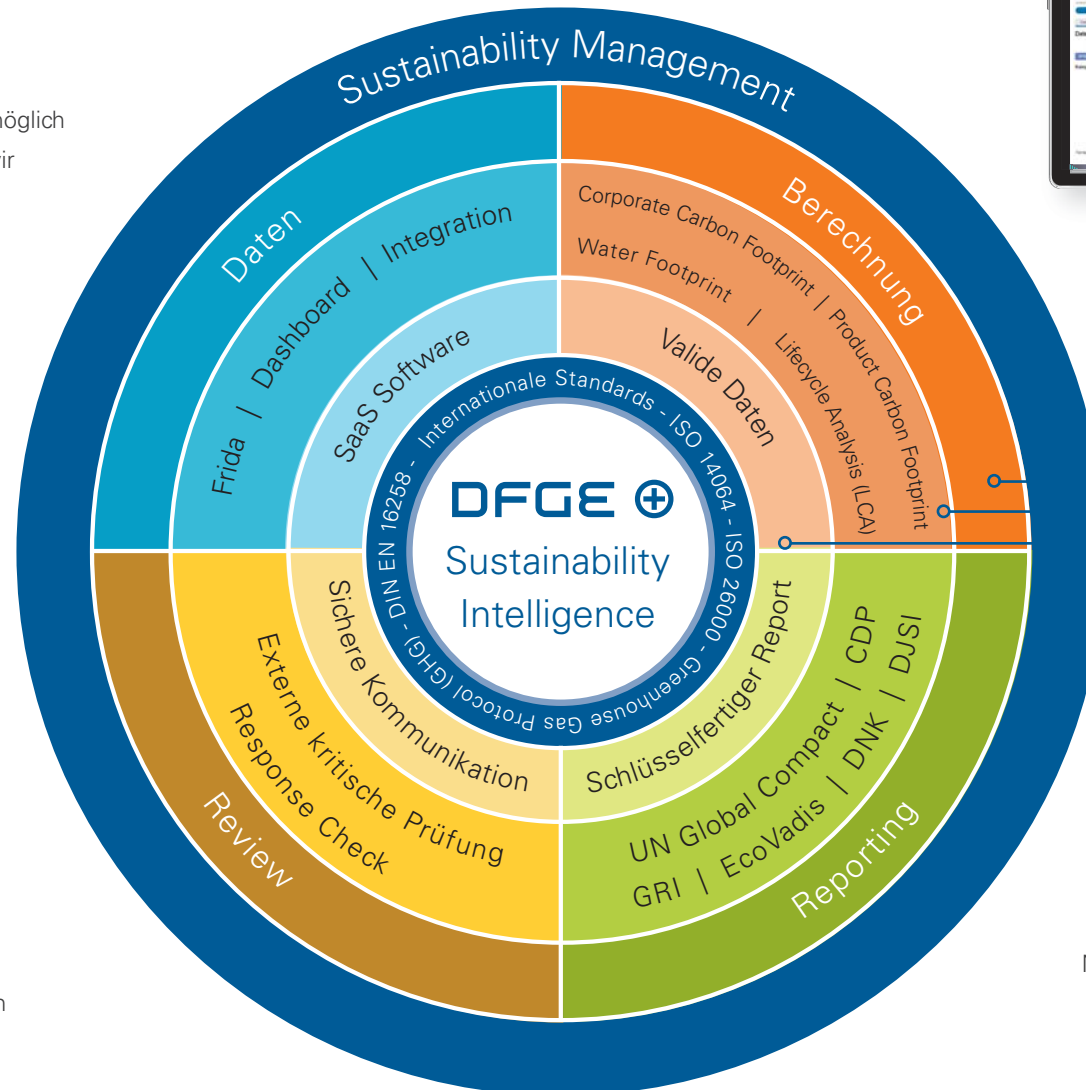 Sustainability Management
Daten
Frida | Dashboard | Integration
SaaS Software
Berechnung
Corporate Carbon Footprint | Product Carbon Footprint
Water Footprint | Lifecycle Analysis (LCA)
Valide Daten
Internationale Standards - ISO 14064 - ISO 26000 - Greenhouse Gas Protocol (GHG) - DIN EN 16258 -
DFGE
Sustainability
Intelligence
Sichere Kommunikation
Externe kritische Prüfung
Response Check
Review
Schlüsselfertiger Report
UN Global Compact | CDP
GRI | EcoVadis | DNK | DJSI
Reporting